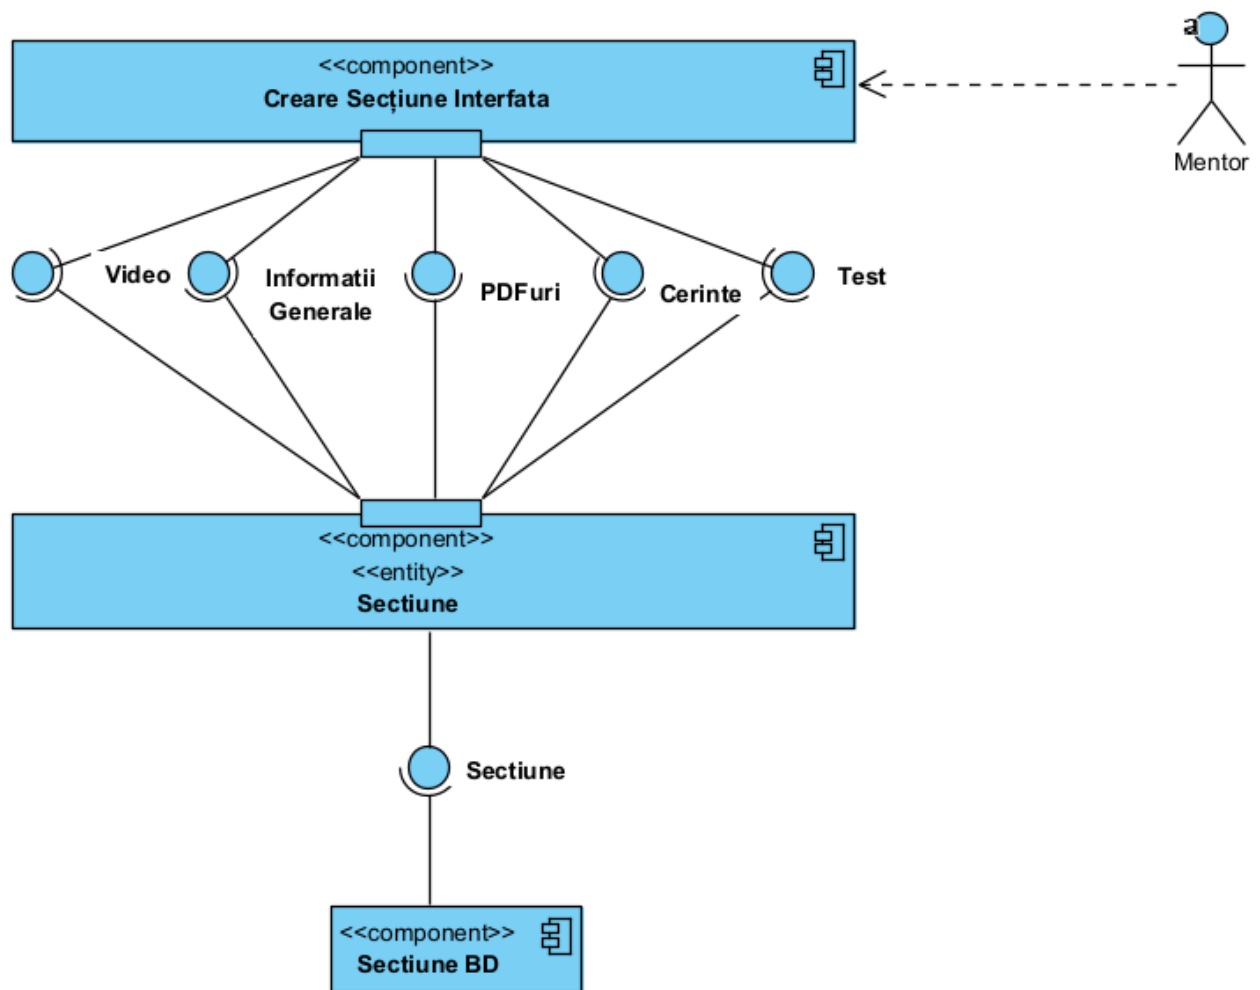 a
<<component>>
Creare Secțiune Interfata
Mentor
Video
Informatii
Generale
PDFuri
Cerinte
Test
<<component>>
<<entity>>
Sectiune
Sectiune
<<component>>
Sectiune BD